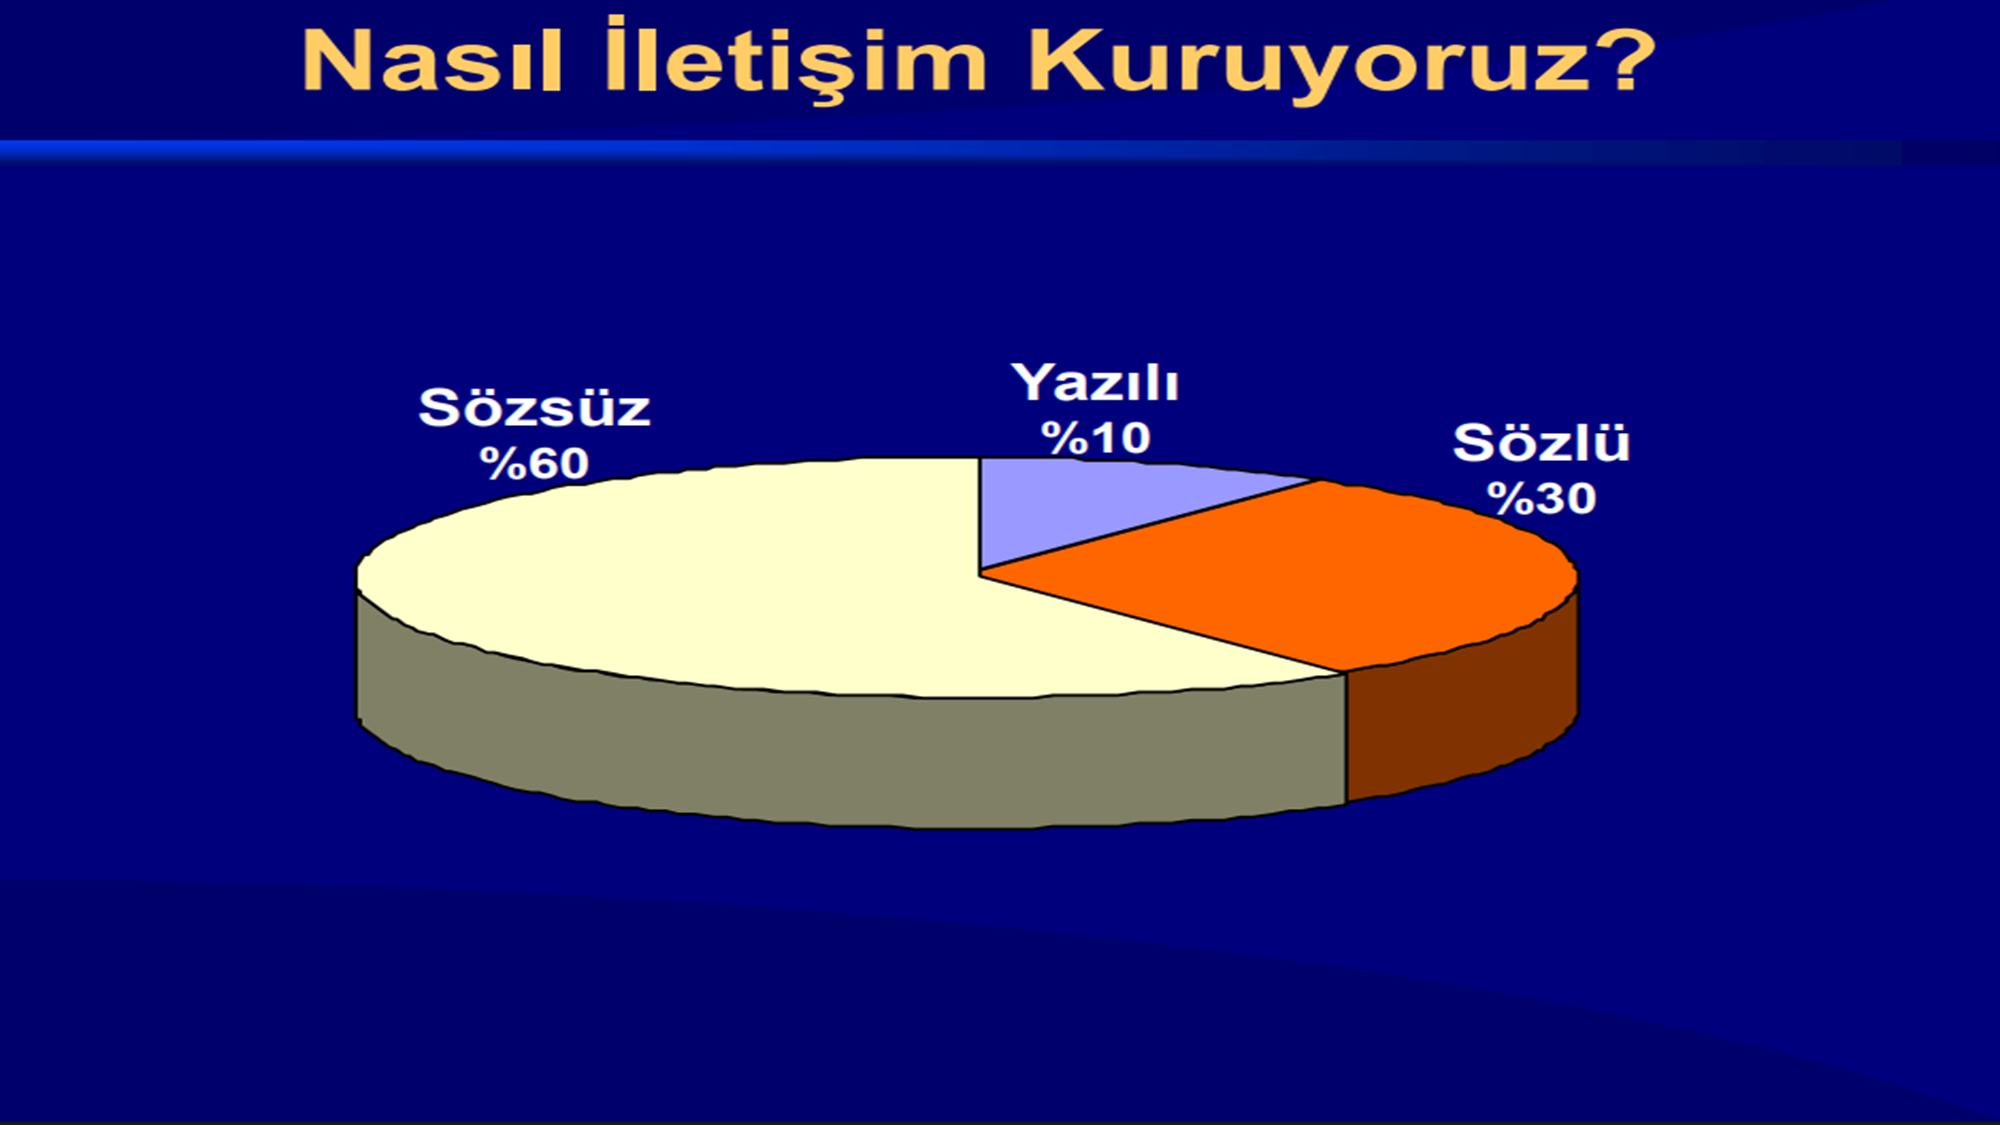 Nasıl İletişim Kuruyoruz?
Sözsüz
%60
Yazılı
%10
Sözlü
%30